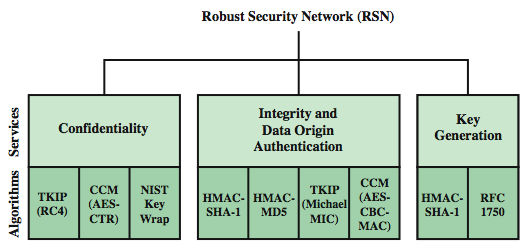 Robust Security Network (RSN)
Services
Confidentiality
Integrity and
Data Origin
Authentication
Key
Generation
Algorithms
TKIP
(RC4)
CCM
(AES-
CTR)
NIST
Key
Wrap
HMAC-
SHA-1
HMAC-
MD5
TKIP
(Michael
MIC)
CCM
(AES-
CBC-
MAC)
HMAC-
SHA-1
RFC
1750